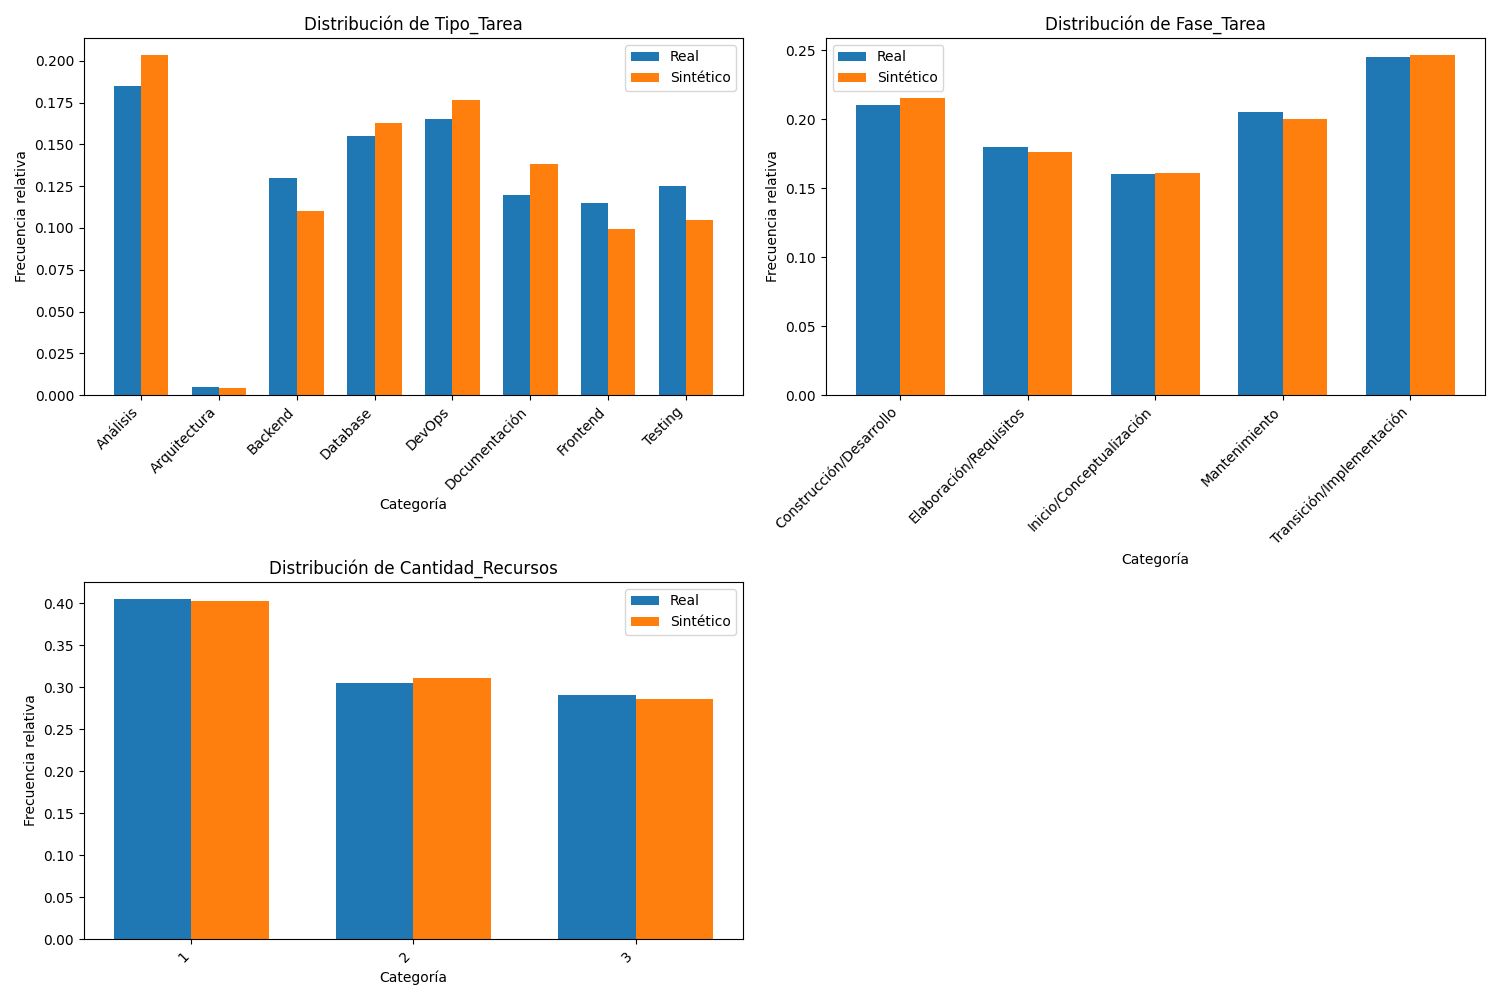 Distribución de Tipo_Tarea
Real
Sintético
Frecuencia relativa
0.200
0.175
0.150
0.125
0.100
0.075
0.050
0.025
0.000
Análisis
Arquitectura
Backend
Database
DevOps
Documentación
Frontend
Testing
Categoría
Distribución de Fase_Tarea
Real
Sintético
Frecuencia relativa
0.25
0.20
0.15
0.10
0.05
0.00
Construcción/Desarrollo
Elaboración/Requisitos
Inicio/Conceptualización
Mantenimiento
Transición/Implementación
Categoría
Distribución de Cantidad_Recursos
Real
Sintético
Frecuencia relativa
0.40
0.35
0.30
0.25
0.20
0.15
0.10
0.05
0.00
1
2
3
Categoría